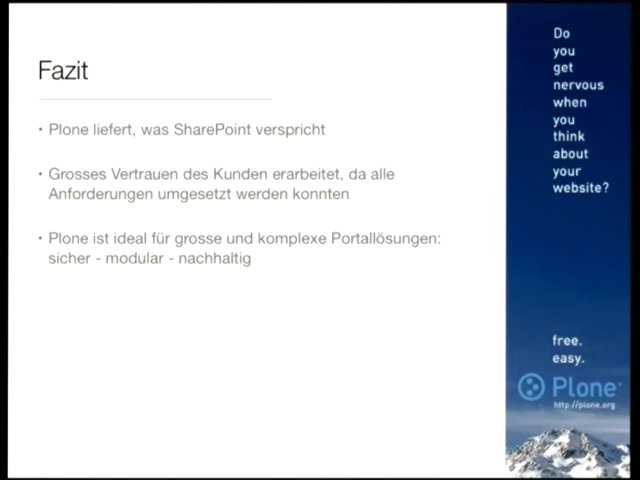 Fazit
• Plone liefert, was SharePoint verspricht
• Grosses Vertrauen des Kunden erarbeitet, da alle
Anforderungen umgesetzt werden konnten
• Plone ist ideal für grosse und komplexe Portallösungen:
sicher - modular - nachhaltig
Do
you
get
nervous
when
you
think
about
your
website?
free.
easy.
Plone
http://plone.org